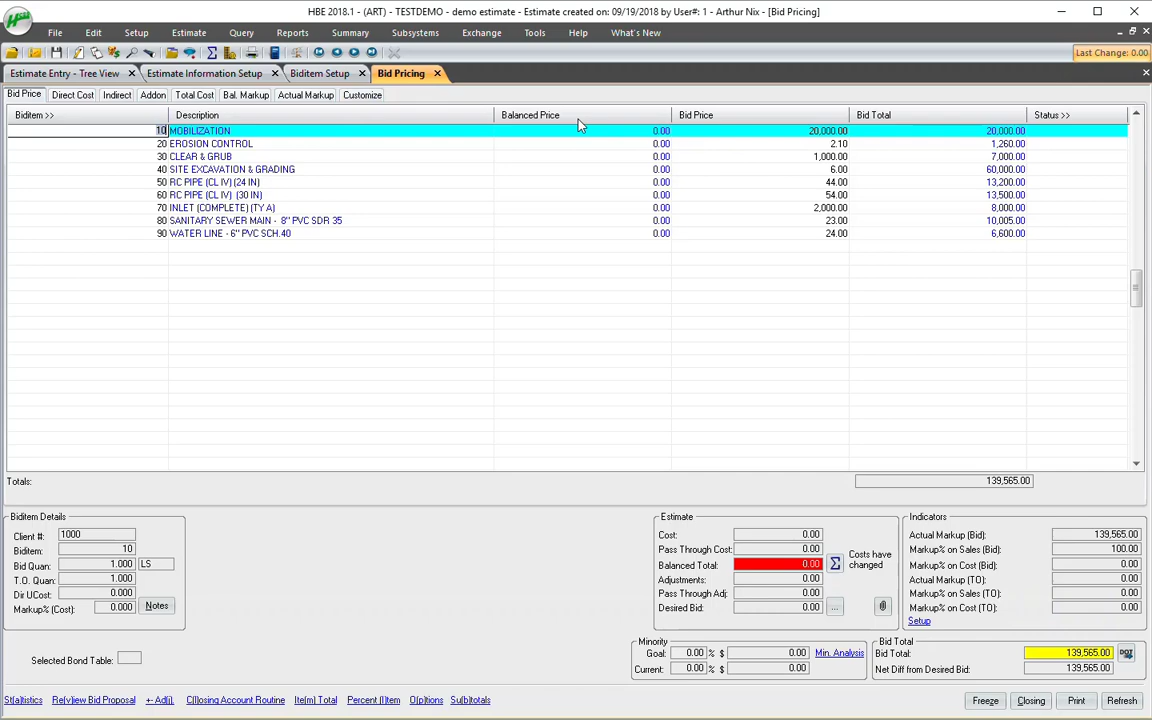 HBE 2018.1 - (ART) - TESTDEMO - demo estimate - Estimate created on: 09/19/2018 by User#: 1 - Arthur Nix - [Bid Pricing]
File Edit Setup Estimate Query Reports Summary Subsystems Exchange Tools Help What's New
Last Change: 0.00
Estimate Entry - Tree View Estimate Information Setup Biditem Setup Bid Pricing
Bid Price Direct Cost Indirect Addon Total Cost Bal. Markup Actual Markup Customize
Biditem >> Description Balanced Price Bid Price Bid Total Status >>
10 MOBILIZATION 0.00 20,000.00 20,000.00
20 EROSION CONTROL 0.00 2.10 1,260.00
30 CLEAR & GRUB 0.00 1,000.00 7,000.00
40 SITE EXCAVATION & GRADING 0.00 6.00 60,000.00
50 RC PIPE (CL IV) (24 IN) 0.00 44.00 13,200.00
60 RC PIPE (CL IV) (30 IN) 0.00 54.00 13,500.00
70 INLET (COMPLETE) (TY A) 0.00 2,000.00 8,000.00
80 SANITARY SEWER MAIN - 8" PVC SDR 35 0.00 23.00 10,005.00
90 WATER LINE - 6" PVC SCH.40 0.00 24.00 6,600.00
Totals: 139,565.00
Biditem Details
Client #: 1000
Biditem: 10
Bid Quan: 1.000 LS
T.O. Quan: 1.000
Dir UCost: 0.000
Markup% (Cost): 0.000 Notes
Selected Bond Table:
Estimate
Cost: 0.00
Pass Through Cost: 0.00
Balanced Total: 0.00
Adjustments: 0.00
Pass Through Adj: 0.00
Desired Bid: 0.00 ...
Σ Costs have
changed
Indicators
Actual Markup (Bid): 139,565.00
Markup% on Sales (Bid): 100.00
Markup% on Cost (Bid): 0.00
Actual Markup (TO): 0.00
Markup% on Sales (TO): 0.00
Markup% on Cost (TO): 0.00
Setup
Minority
Goal: 0.00 % $ 0.00 Min. Analysis
Current: 0.00 % $ 0.00
Bid Total
Bid Total: 139,565.00 DOT
Net Diff from Desired Bid: 139,565.00
St(a)tistics Re(v)iew Bid Proposal +- Ad(j). C(l)osing Account Routine Ite(m) Total Percent (I)tem O(p)tions Su(b)totals
Freeze Closing Print Refresh